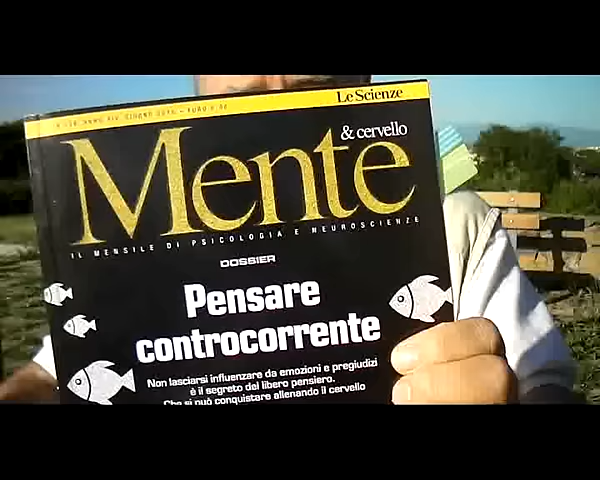 Le Scienze
GIUGNO
Mente
& cervello
IL MENSILE DI PSICOLOGIA E NEUROSCIENZE
DOSSIER
Pensare
controcorrente
Non lasciarsi influenzare da emozioni e pregiudizi
è il segreto del libero pensiero.
Che si può conquistare allenando il cervello